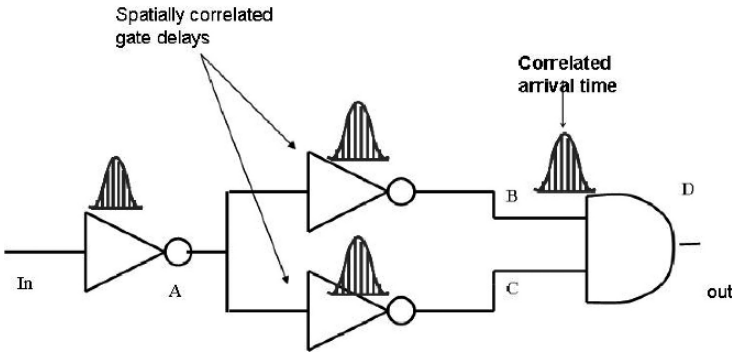 Spatially correlated
gate delays
Correlated
arrival time
B
D
In
A
C
out